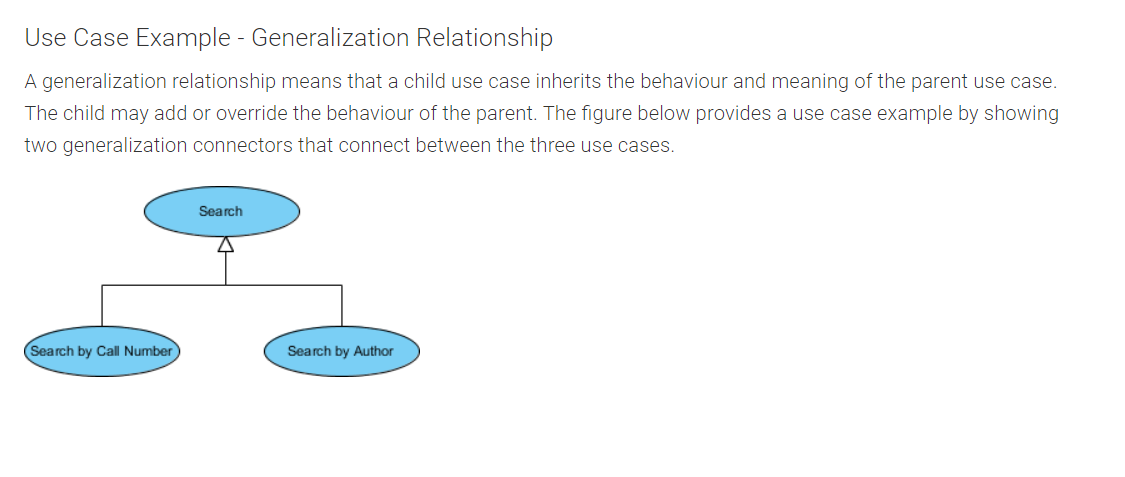 Use Case Example - Generalization Relationship
A generalization relationship means that a child use case inherits the behaviour and meaning of the parent use case.
The child may add or override the behaviour of the parent. The figure below provides a use case example by showing
two generalization connectors that connect between the three use cases.
Search
Search by Call Number
Search by Author